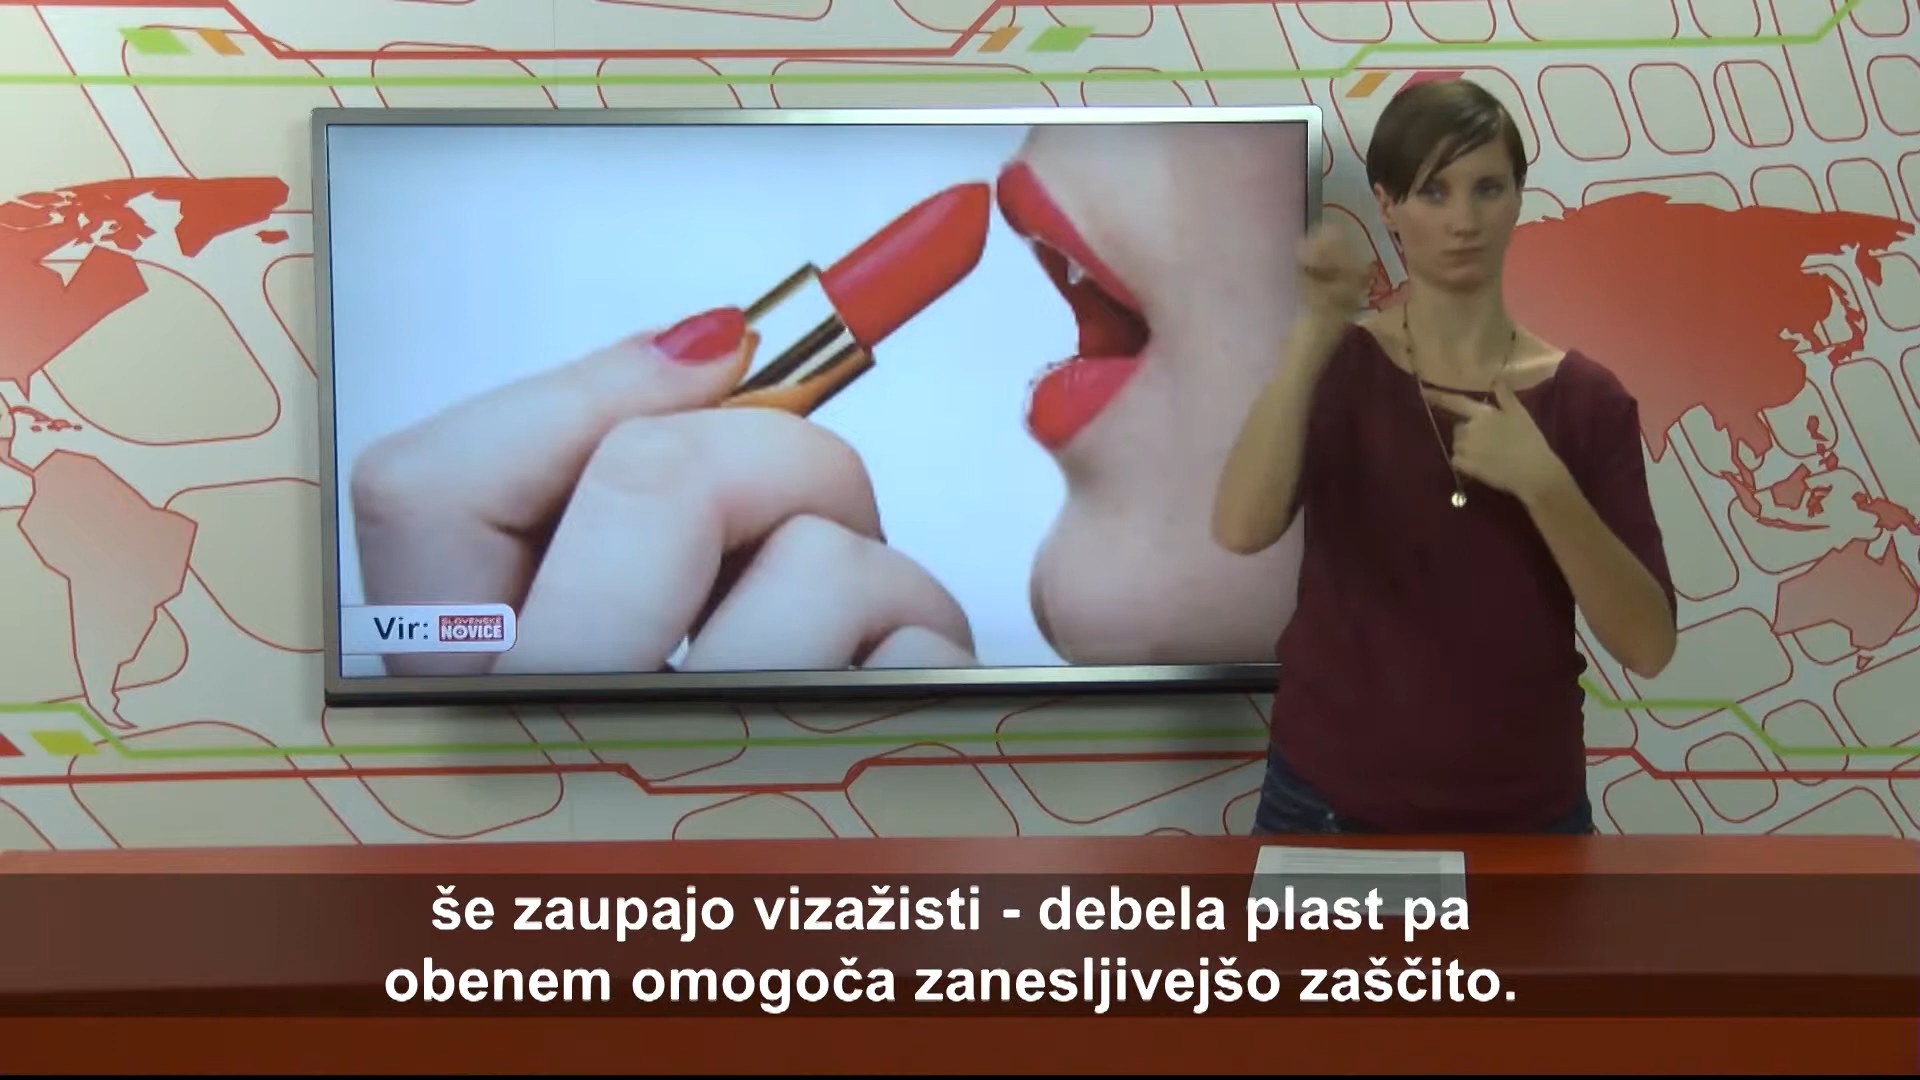 Vir: SLOVENSKE
NOVICE
še zaupajo vizažisti - debela plast pa
obenem omogoča zanesljivejšo zaščito.